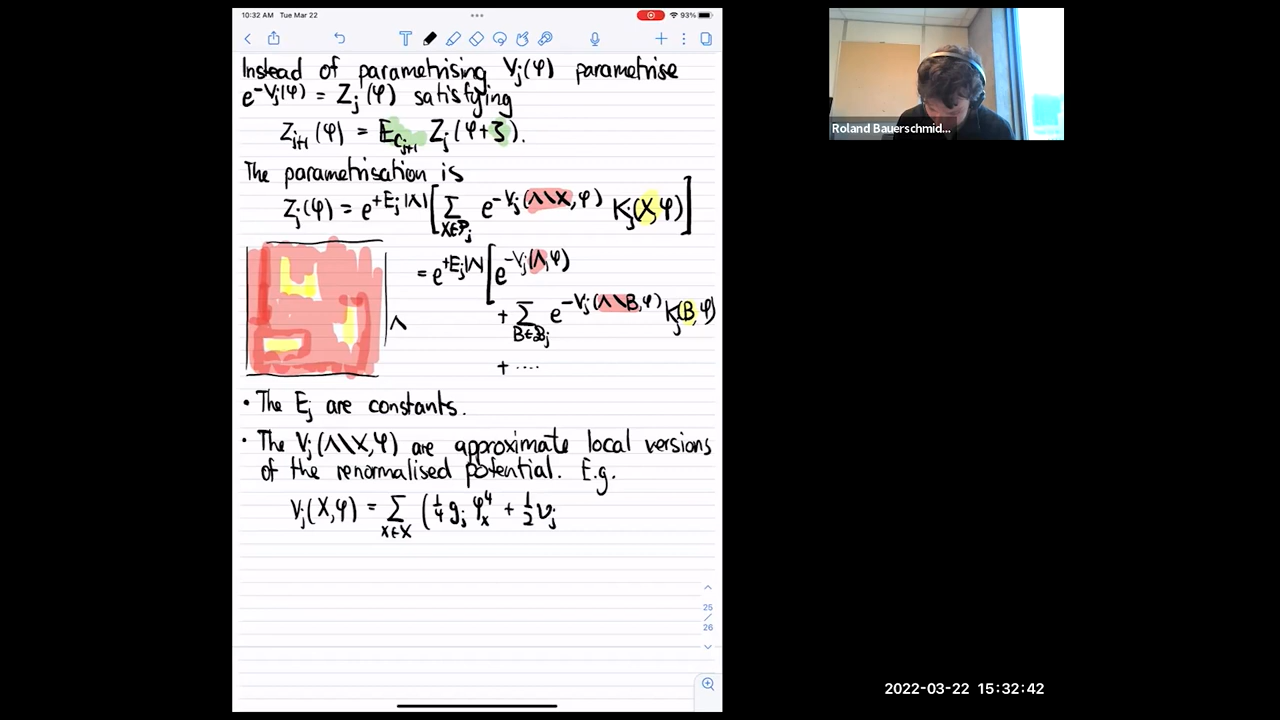 10:32 AM Tue Mar 22
93%
Instead of parametrising Vj(φ) parametrise
e^{-Vj(φ)} = Zj(φ) satisfying
Z_{j+1}(φ) = E_{C_{j+1}} Zj(φ+ζ).
The parametrisation is
Zj(φ) = e^{+Ej|Λ|} [ Σ_{X∈Pj} e^{-Vj(Λ\X,φ)} Kj(X,φ) ]
= e^{+Ej|Λ|} [ e^{-Vj(Λ,φ)}
+ Σ_{B∈Bj} e^{-Vj(Λ\B,φ)} Kj(B,φ)
Λ
+ ....
• The Ej are constants.
• The Vj(Λ\X,φ) are approximate local versions
of the renormalised potential. E.g.
Vj(X,φ) = Σ_{x∈X} (¼ gj φ_x^4 + ½ νj
25
/
26
Roland Bauerschmid...
2022-03-22 15:32:42